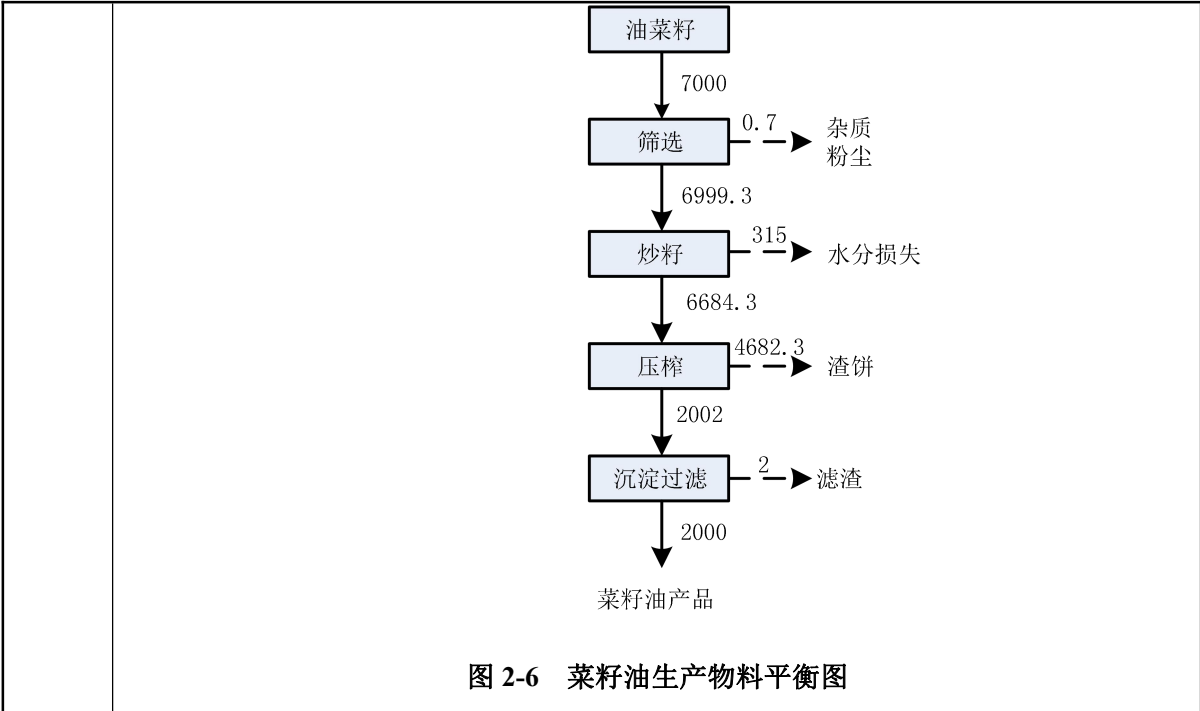 油菜籽
7000
筛选
0.7
杂质
粉尘
6999.3
炒籽
315
水分损失
6684.3
压榨
4682.3
渣饼
2002
沉淀过滤
2
滤渣
2000
菜籽油产品
图 2-6 菜籽油生产物料平衡图